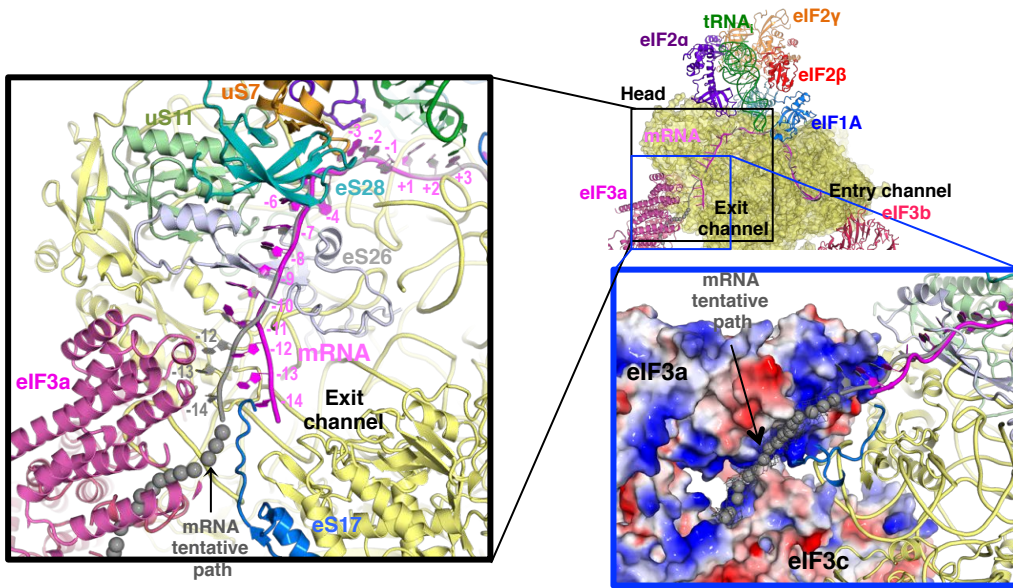 uS7
uS11
-3
-2
-1
+1
+2
+3
eS28
-6
-4
-7
-8
eS26
-9
-10
-11
-12
-12
mRNA
-13
-13
-14
14
eIF3a
Exit
channel
eS17
mRNA
tentative
path
tRNAi
eIF2γ
eIF2α
eIF2β
Head
eIF1A
mRNA
eIF3a
Entry channel
Exit
channel
eIF3b
mRNA
tentative
path
eIF3a
eIF3c